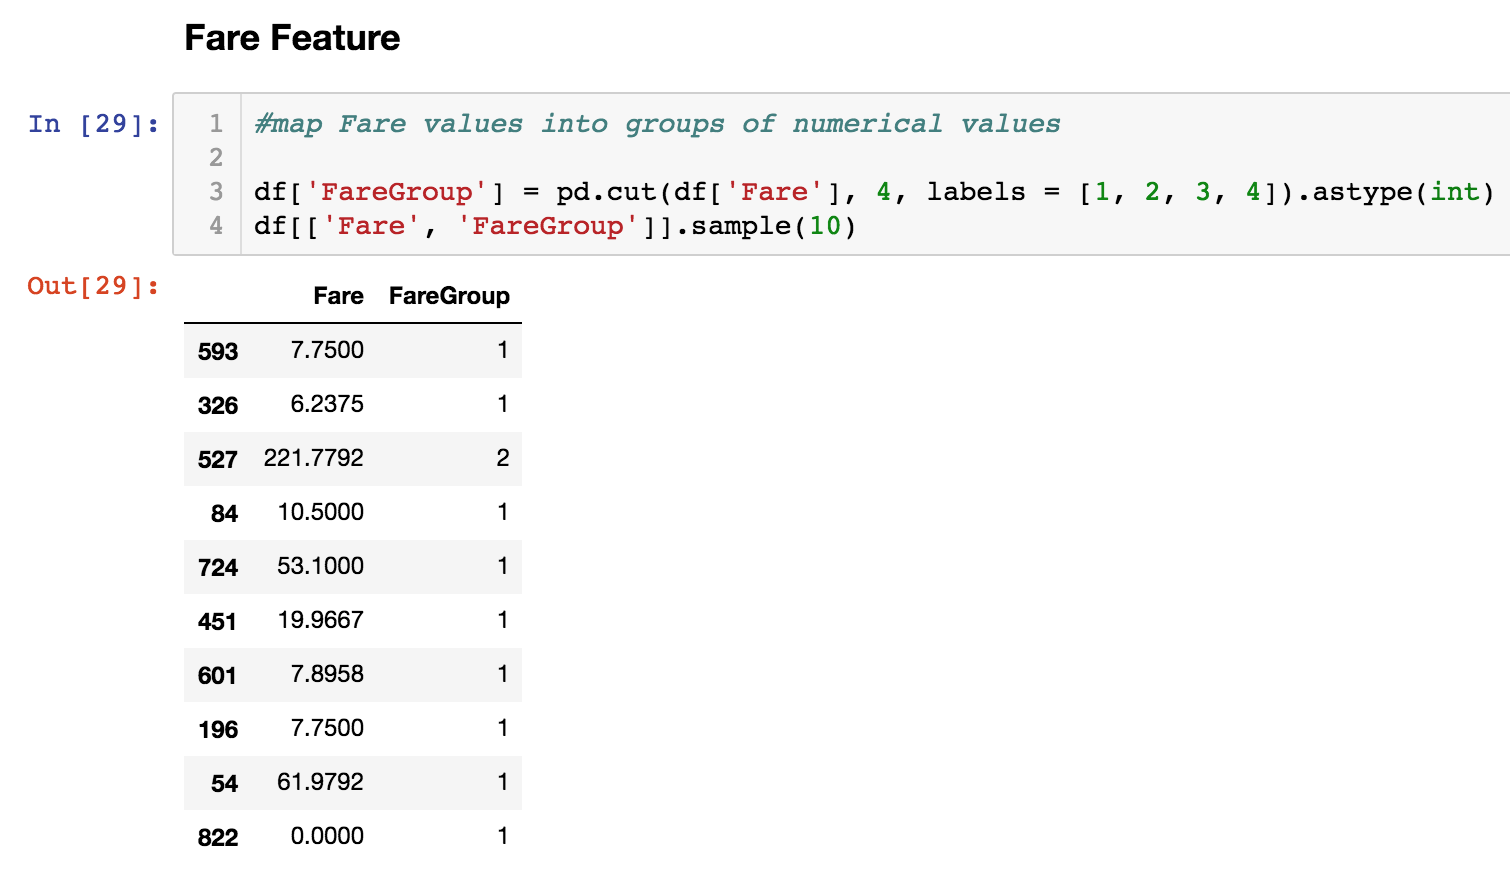 Fare Feature
In [29]:
1 #map Fare values into groups of numerical values
2
3 df['FareGroup'] = pd.cut(df['Fare'], 4, labels = [1, 2, 3, 4]).astype(int)
4 df[['Fare', 'FareGroup']].sample(10)
Out[29]:
Fare FareGroup
593 7.7500 1
326 6.2375 1
527 221.7792 2
84 10.5000 1
724 53.1000 1
451 19.9667 1
601 7.8958 1
196 7.7500 1
54 61.9792 1
822 0.0000 1